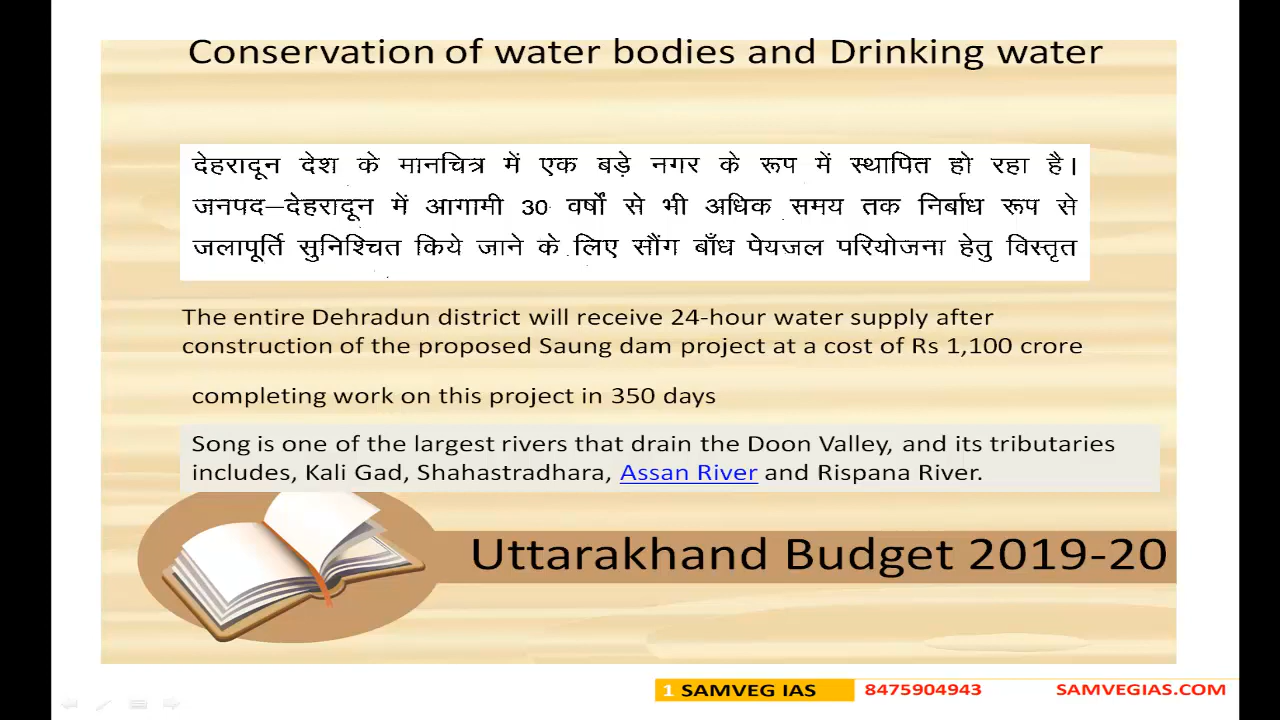 Conservation of water bodies and Drinking water
देहरादून देश के मानचित्र में एक बड़े नगर के रूप में स्थापित हो रहा है।
जनपद–देहरादून में आगामी 30 वर्षों से भी अधिक समय तक निर्बाध रूप से
जलापूर्ति सुनिश्चित किये जाने के लिए सौंग बाँध पेयजल परियोजना हेतु विस्तृत
The entire Dehradun district will receive 24-hour water supply after
construction of the proposed Saung dam project at a cost of Rs 1,100 crore
completing work on this project in 350 days
Song is one of the largest rivers that drain the Doon Valley, and its tributaries
includes, Kali Gad, Shahastradhara, Assan River and Rispana River.
Uttarakhand Budget 2019-20
1 SAMVEG IAS 8475904943 SAMVEGIAS.COM